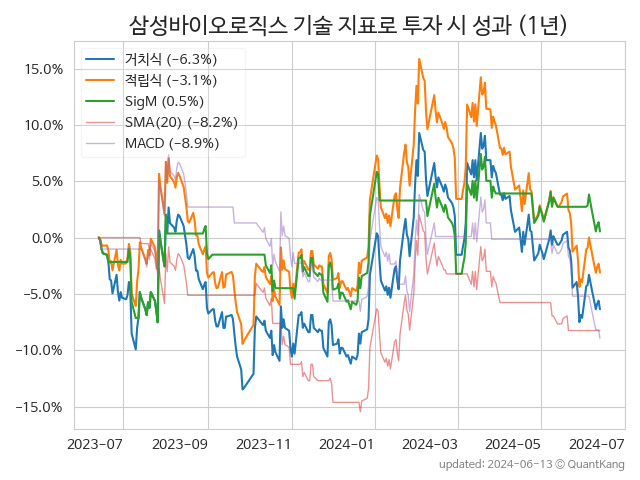 삼성바이오로직스 기술 지표로 투자 시 성과 (1년)
거치식 (−6.3%)
적립식 (−3.1%)
SigM (0.5%)
SMA(20) (−8.2%)
MACD (−8.9%)
15.0%
10.0%
5.0%
0.0%
−5.0%
−10.0%
−15.0%
2023-07 2023-09 2023-11 2024-01 2024-03 2024-05 2024-07
updated: 2024-06-13 © QuantKang